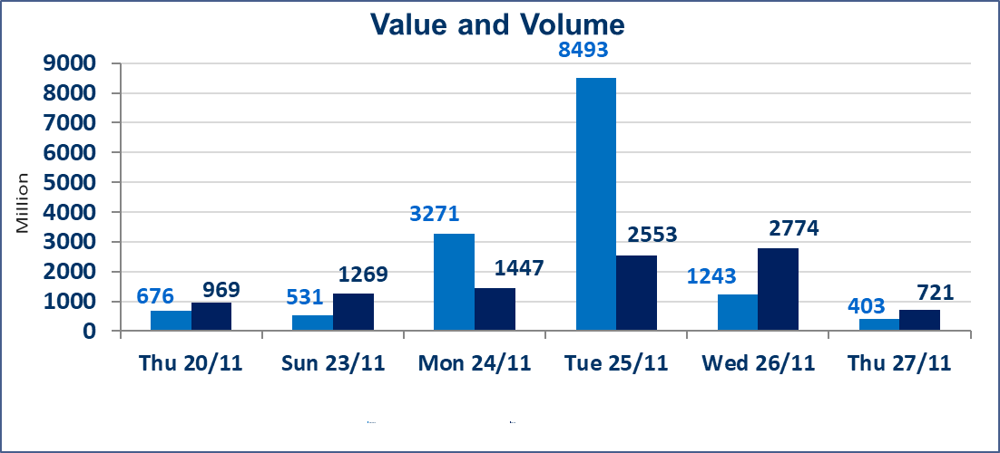 Value and Volume
Million
9000
8000
7000
6000
5000
4000
3000
2000
1000
0
676
969
531
1269
3271
1447
8493
2553
1243
2774
403
721
Thu 20/11
Sun 23/11
Mon 24/11
Tue 25/11
Wed 26/11
Thu 27/11